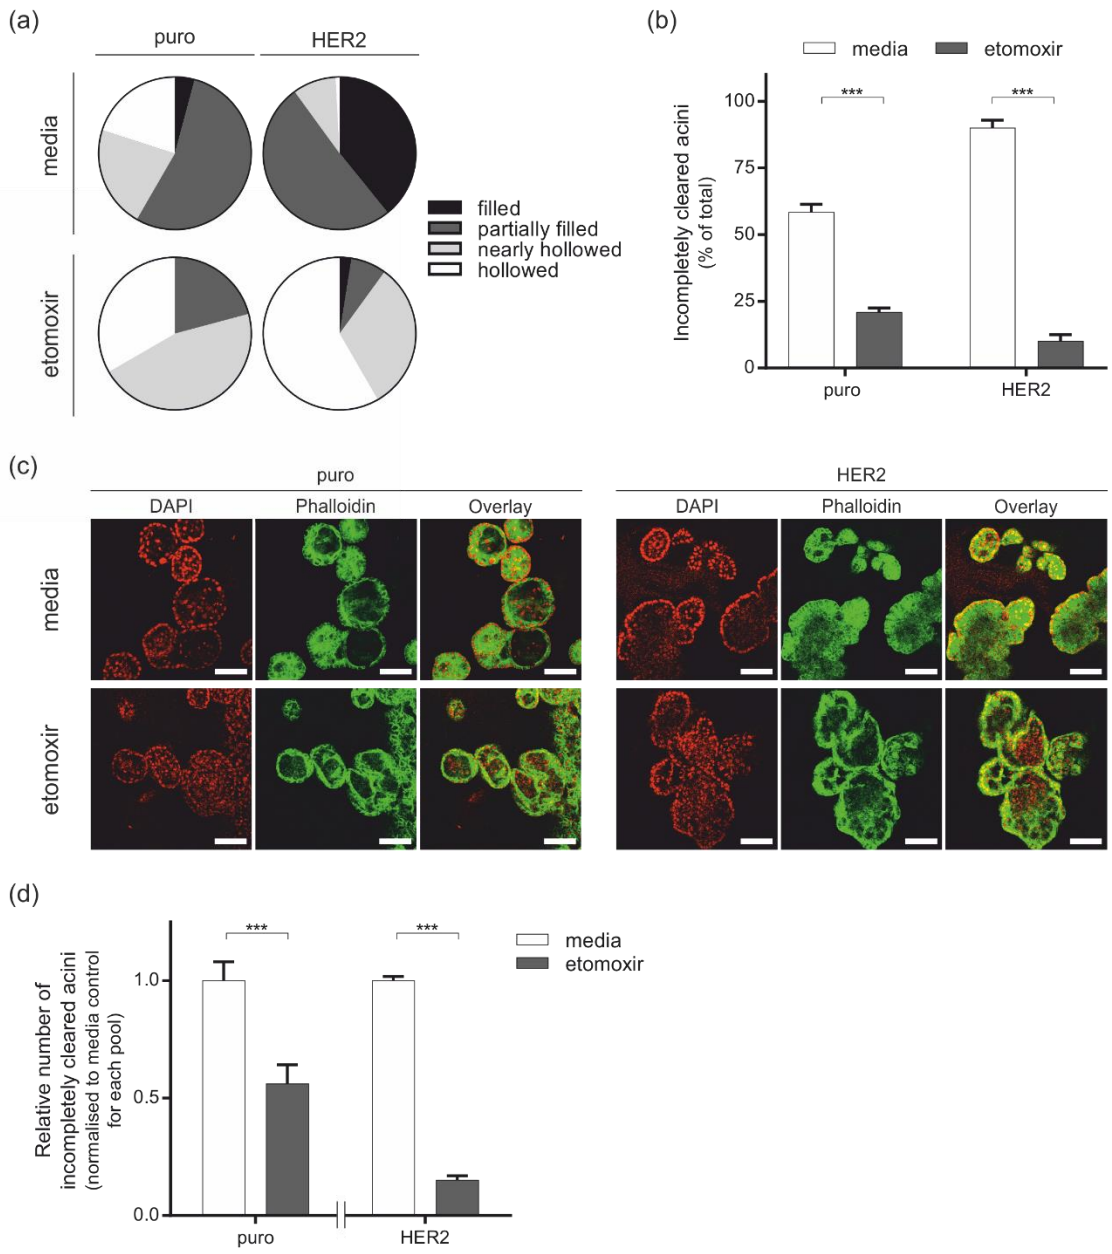 (a)
puro HER2
media
etomoxir
filled
partially filled
nearly hollowed
hollowed
(b)
media etomoxir
Incompletely cleared acini
(% of total)
100
75
50
25
0
*** ***
puro HER2
(c)
puro HER2
DAPI Phalloidin Overlay DAPI Phalloidin Overlay
media
etomoxir
(d)
Relative number of
incompletely cleared acini
(normalised to media control
for each pool)
1.0
0.5
0.0
*** ***
media
etomoxir
puro HER2